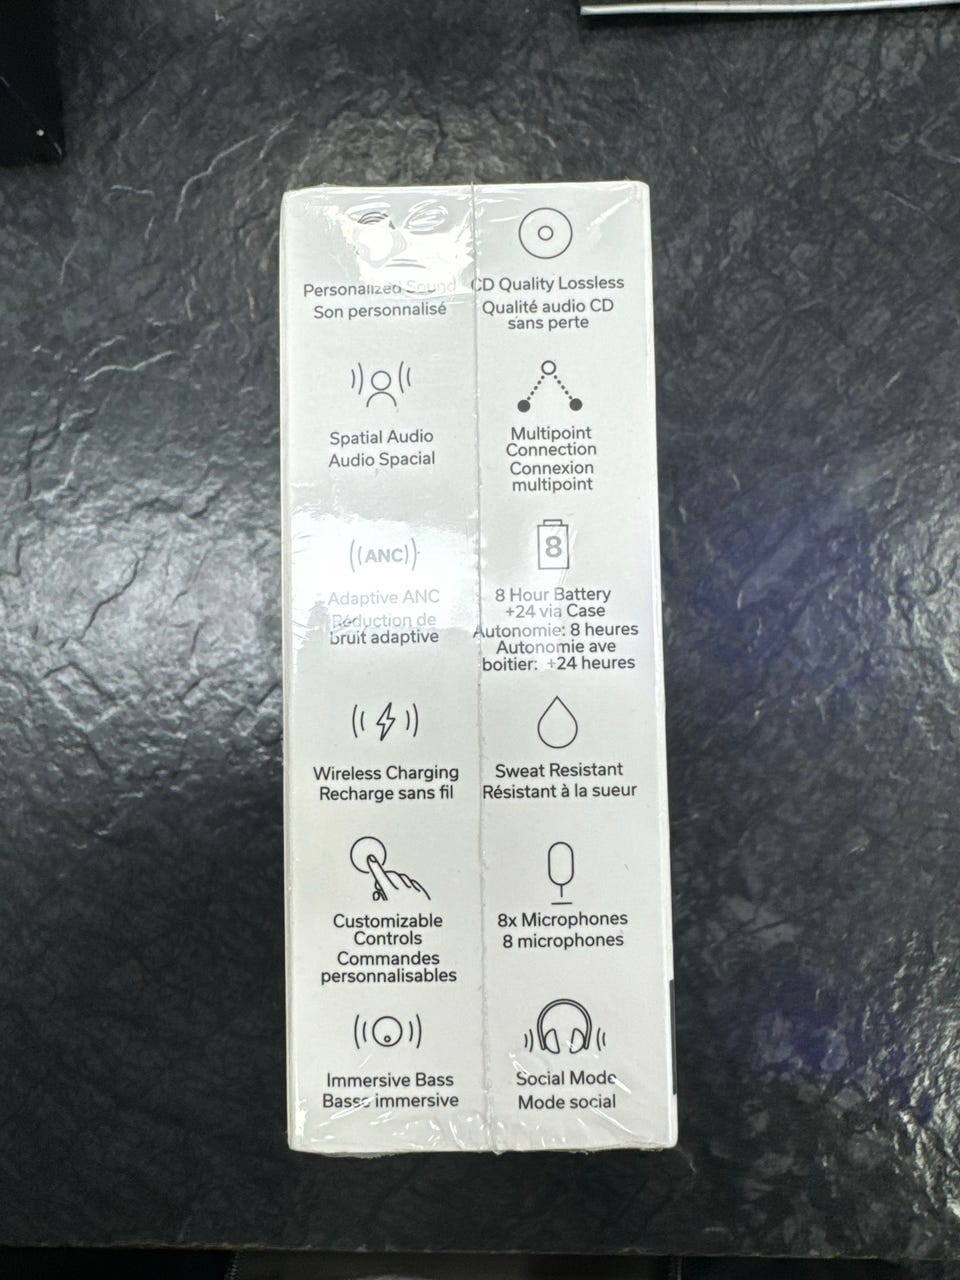 Personalized Sound
Son personnalisé
CD Quality Lossless
Qualité audio CD
sans perte
Spatial Audio
Audio Spacial
Multipoint
Connection
Connexion
multipoint
((ANC))
Adaptive ANC
Réduction de
bruit adaptive
8
8 Hour Battery
+24 via Case
Autonomie: 8 heures
Autonomie ave
boitier: +24 heures
Wireless Charging
Recharge sans fil
Sweat Resistant
Résistant à la sueur
Customizable
Controls
Commandes
personnalisables
8x Microphones
8 microphones
Immersive Bass
Basse immersive
Social Mode
Mode social